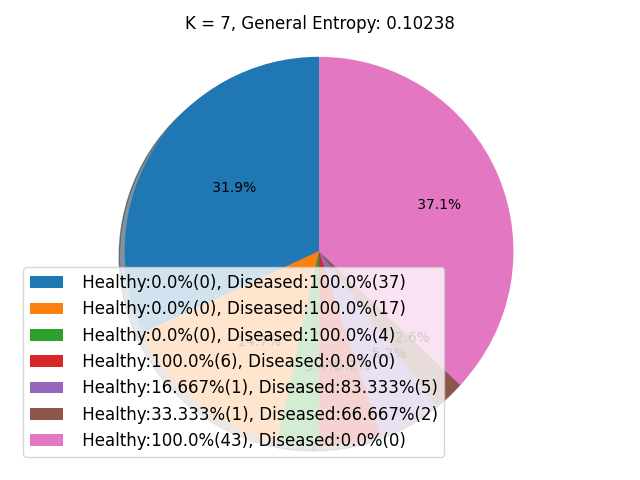 K = 7, General Entropy: 0.10238
31.9%
37.1%
Healthy:0.0%(0), Diseased:100.0%(37)
Healthy:0.0%(0), Diseased:100.0%(17)
Healthy:0.0%(0), Diseased:100.0%(4)
Healthy:100.0%(6), Diseased:0.0%(0)
Healthy:16.667%(1), Diseased:83.333%(5)
Healthy:33.333%(1), Diseased:66.667%(2)
Healthy:100.0%(43), Diseased:0.0%(0)